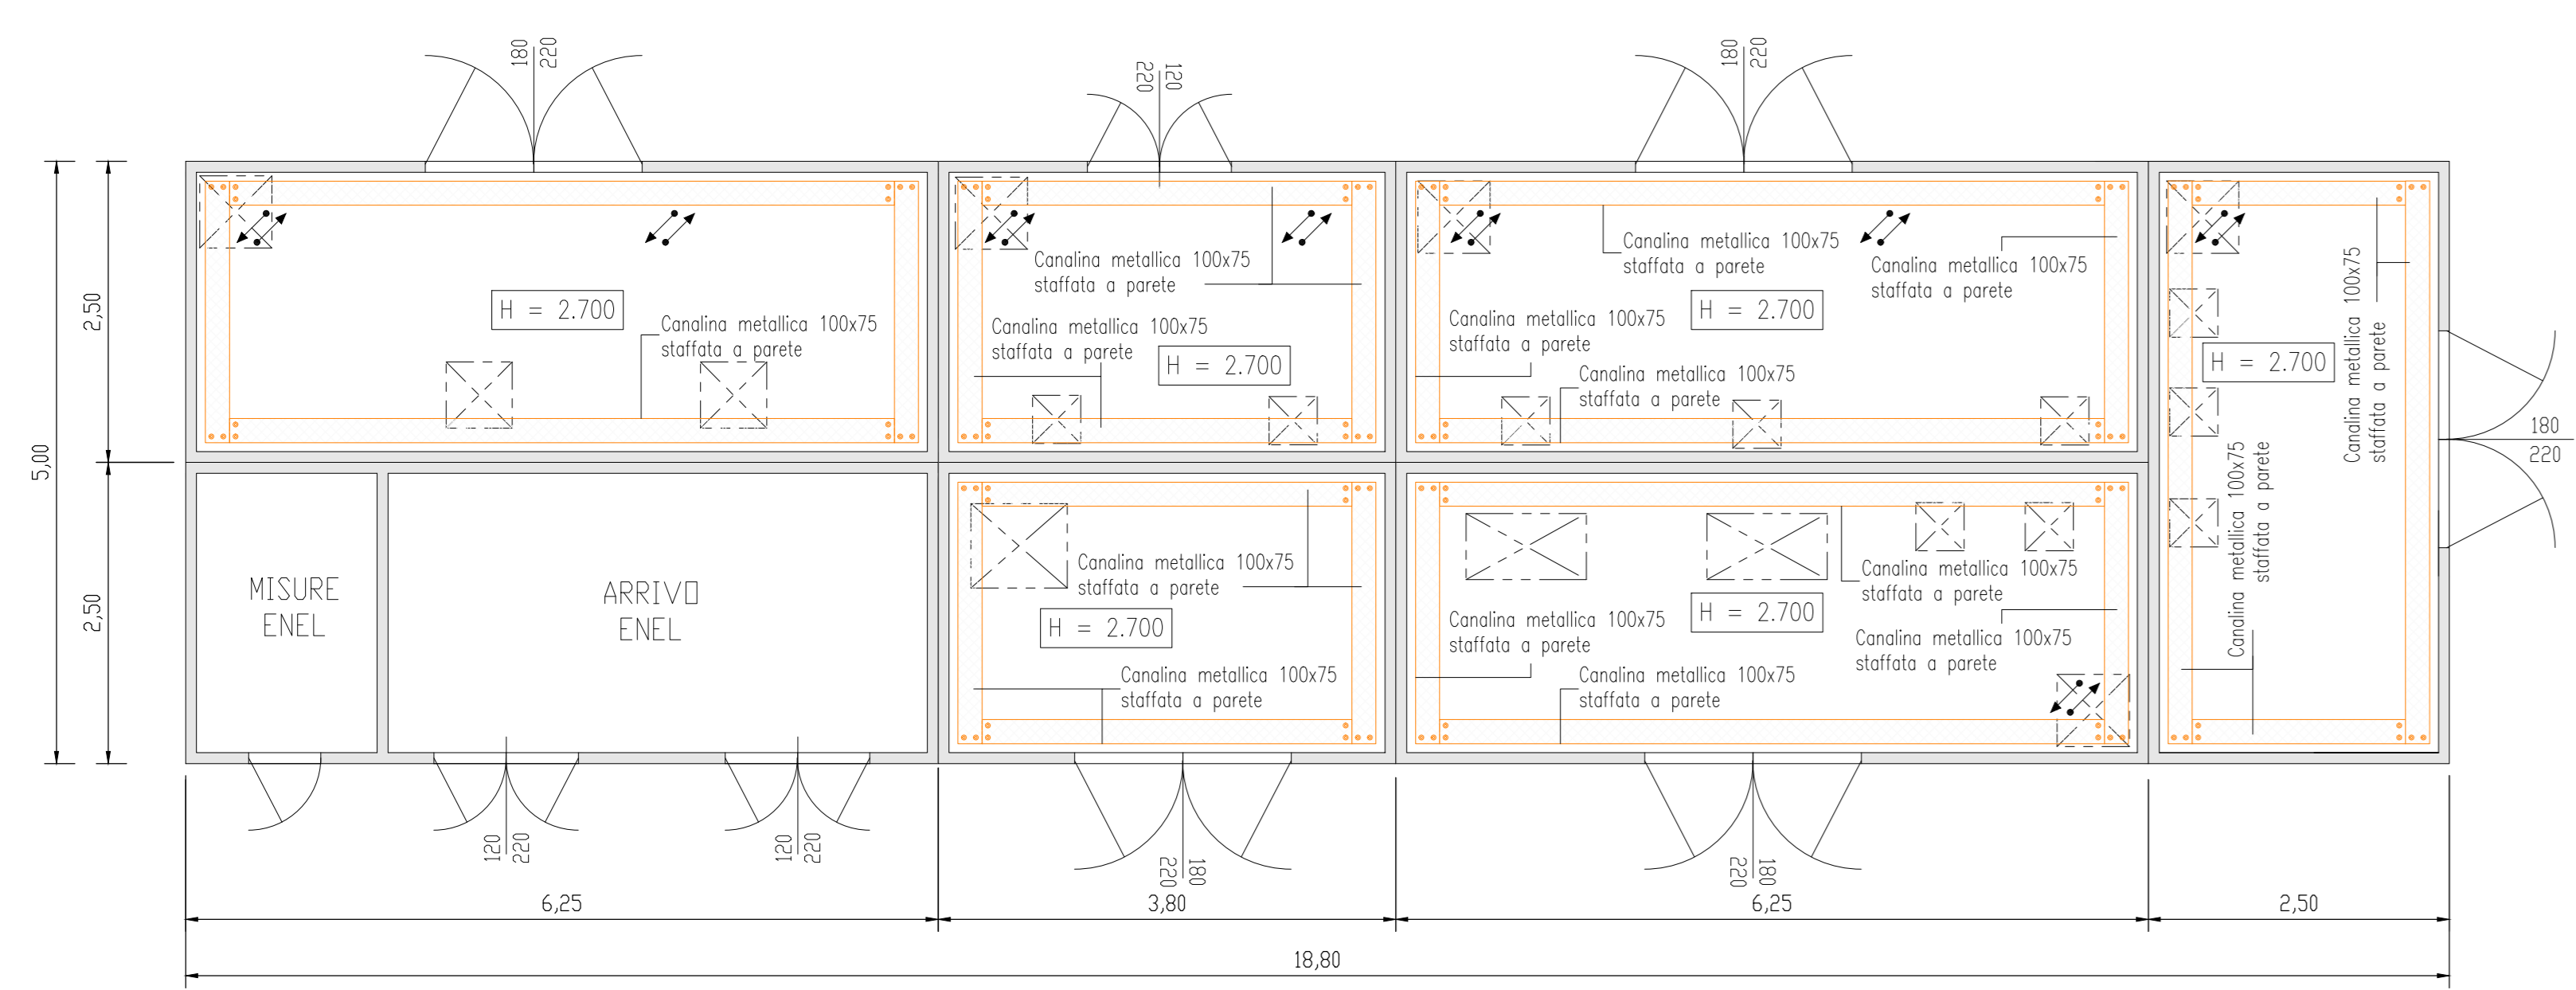 180
220
120
220
180
220
Canalina metallica 100x75
staffata a parete
Canalina metallica 100x75
staffata a parete
Canalina metallica 100x75
staffata a parete
Canalina metallica 100x75
staffata a parete
H = 2.700
Canalina metallica 100x75
staffata a parete
Canalina metallica 100x75
staffata a parete
H = 2.700
H = 2.700
Canalina metallica 100x75
staffata a parete
Canalina metallica 100x75
staffata a parete
H = 2.700
2,50
5,00
2,50
180
220
Canalina metallica 100x75
staffata a parete
MISURE
ENEL
ARRIVO
ENEL
Canalina metallica 100x75
staffata a parete
H = 2.700
Canalina metallica 100x75
staffata a parete
Canalina metallica 100x75
staffata a parete
H = 2.700
Canalina metallica 100x75
staffata a parete
Canalina metallica 100x75
staffata a parete
Canalina metallica 100x75
staffata a parete
120
220
120
220
180
220
180
220
6,25
3,80
6,25
2,50
18,80